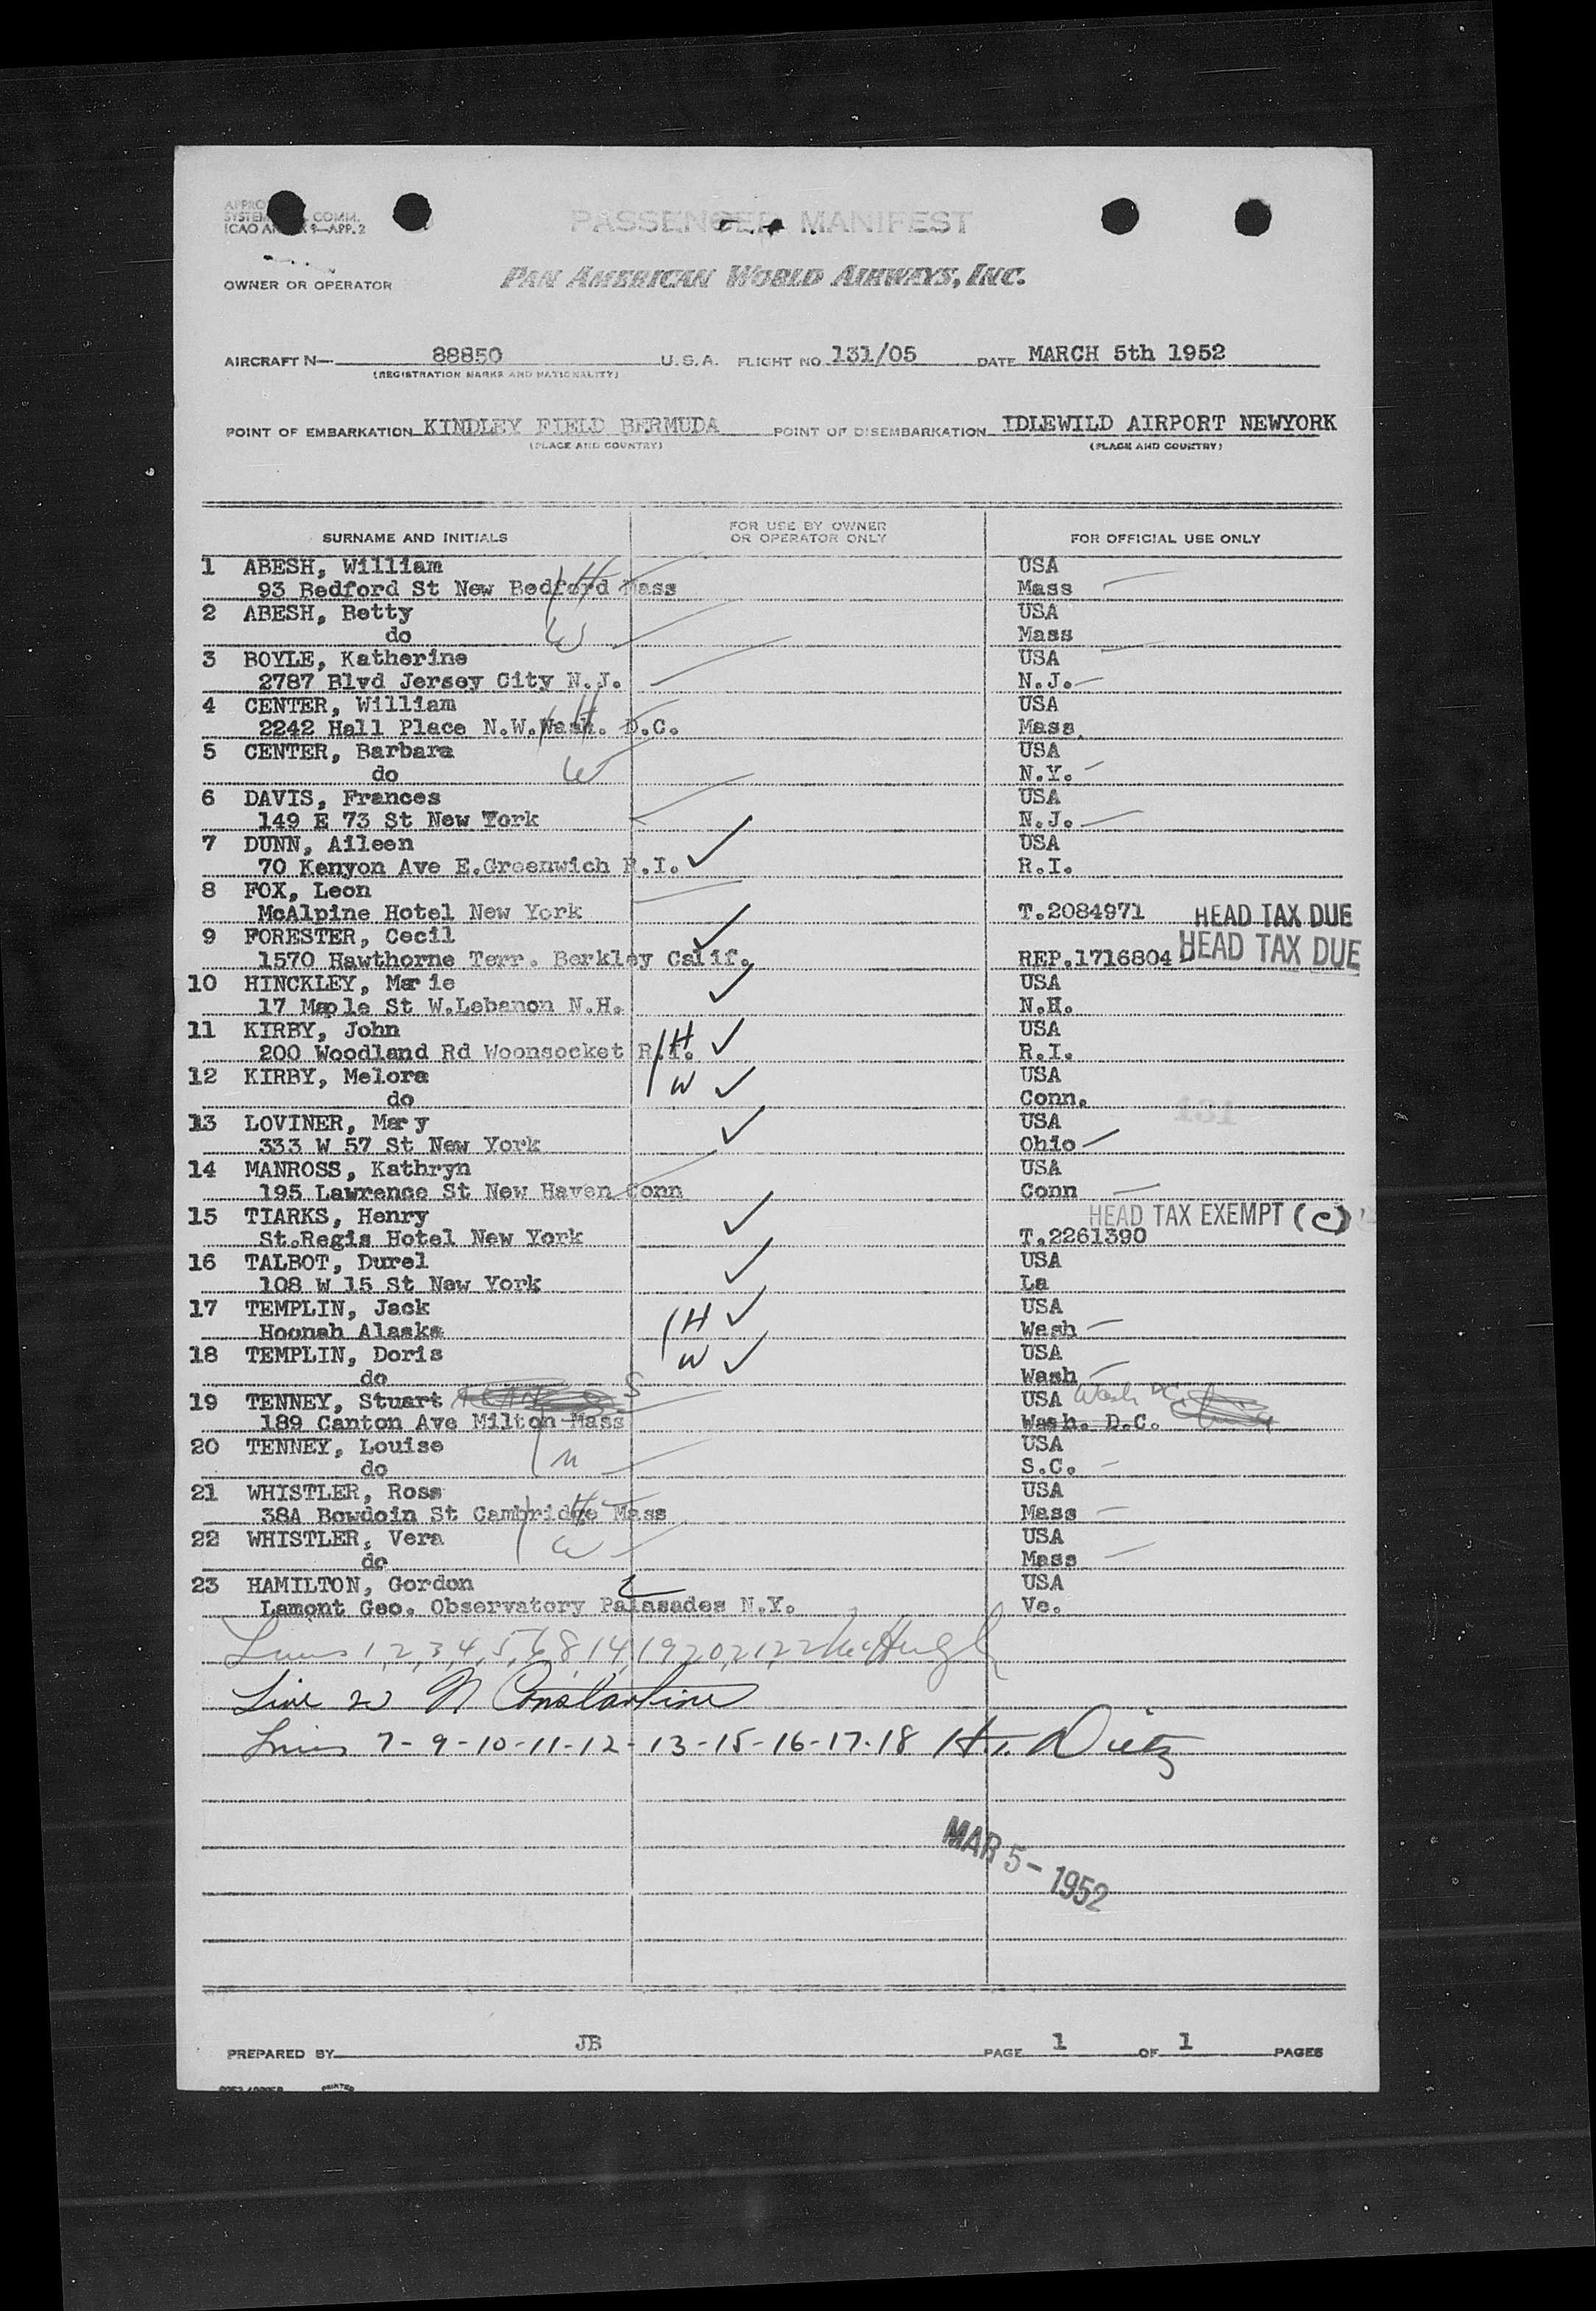 PASSENGER MANIFEST
COMM.
ICAO 9—APP. 2
OWNER OR OPERATOR PAN AMERICAN WORLD AIRWAYS, INC.
AIRCRAFT N— 88850 U.S.A. FLIGHT NO. 131/05 DATE MARCH 5th 1952
(REGISTRATION MARKS AND NATIONALITY)
POINT OF EMBARKATION KINDLEY FIELD BERMUDA POINT OF DISEMBARKATION IDLEWILD AIRPORT NEWYORK
(PLACE AND COUNTRY) (PLACE AND COUNTRY)
SURNAME AND INITIALS FOR USE BY OWNER OR OPERATOR ONLY FOR OFFICIAL USE ONLY
1 ABESH, William USA
93 Bedford St New Bedford Mass H Mass
2 ABESH, Betty USA
do W Mass
3 BOYLE, Katherine USA
2787 Blvd Jersey City N.J. N.J.
4 CENTER, William USA
2242 Hall Place N.W.Wash. D.C. H Mass
5 CENTER, Barbara USA
do W N.Y.
6 DAVIS, Frances USA
149 E 73 St New York N.J.
7 DUNN, Aileen USA
70 Kenyon Ave E.Greenwich R.I. R.I.
8 FOX, Leon
McAlpine Hotel New York T.2084971 HEAD TAX DUE
9 FORESTER, Cecil
1570 Hawthorne Terr. Berkley Calif. REP.1716804 HEAD TAX DUE
10 HINCKLEY, Marie USA
17 Maple St W.Lebanon N.H. N.H.
11 KIRBY, John USA
200 Woodland Rd Woonsocket R.I. H R.I.
12 KIRBY, Melora USA
do W Conn.
131
13 LOVINER, Mary USA
333 W 57 St New York Ohio
14 MANROSS, Kathryn USA
195 Lawrence St New Haven Conn Conn
15 TIARKS, Henry HEAD TAX EXEMPT (C)
St.Regis Hotel New York T.2261390
16 TALBOT, Durel USA
108 W 15 St New York La
17 TEMPLIN, Jack USA
Hoonah Alaska H Wash
18 TEMPLIN, Doris USA
do W Wash
19 TENNEY, Stuart S USA Wash
189 Canton Ave Milton Mass Wash. D.C.
20 TENNEY, Louise USA
do M S.C.
21 WHISTLER, Ross USA
38A Bowdoin St Cambridge Mass H Mass
22 WHISTLER, Vera USA
do W Mass
23 HAMILTON, Gordon USA
Lamont Geo. Observatory Palasades N.Y. Ve.
Lines 1,2,3,4,5,6,8,14,19,20,21,22 McHugh
Line 23 M Constantine
Lines 7-9-10-11-12-13-15-16-17-18 H. Dietz
MAR 5 - 1952
PREPARED BY JB PAGE 1 OF 1 PAGES